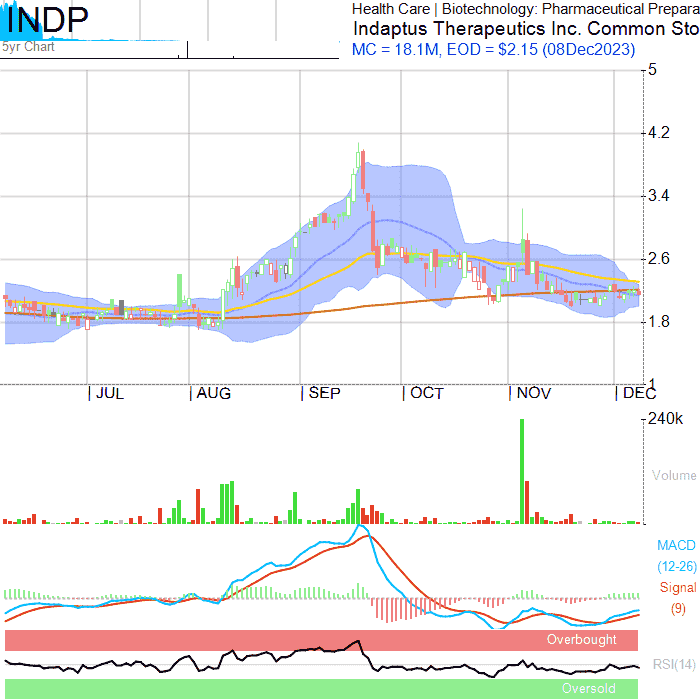 INDP
5yr Chart
Health Care | Biotechnology: Pharmaceutical Prepara
Indaptus Therapeutics Inc. Common Sto
MC = 18.1M, EOD = $2.15 (08Dec2023)
5
4.2
3.4
2.6
1.8
1
JUL AUG SEP OCT NOV DEC
240k
Volume
MACD
(12-26)
Signal
(9)
Overbought
RSI(14)
Oversold